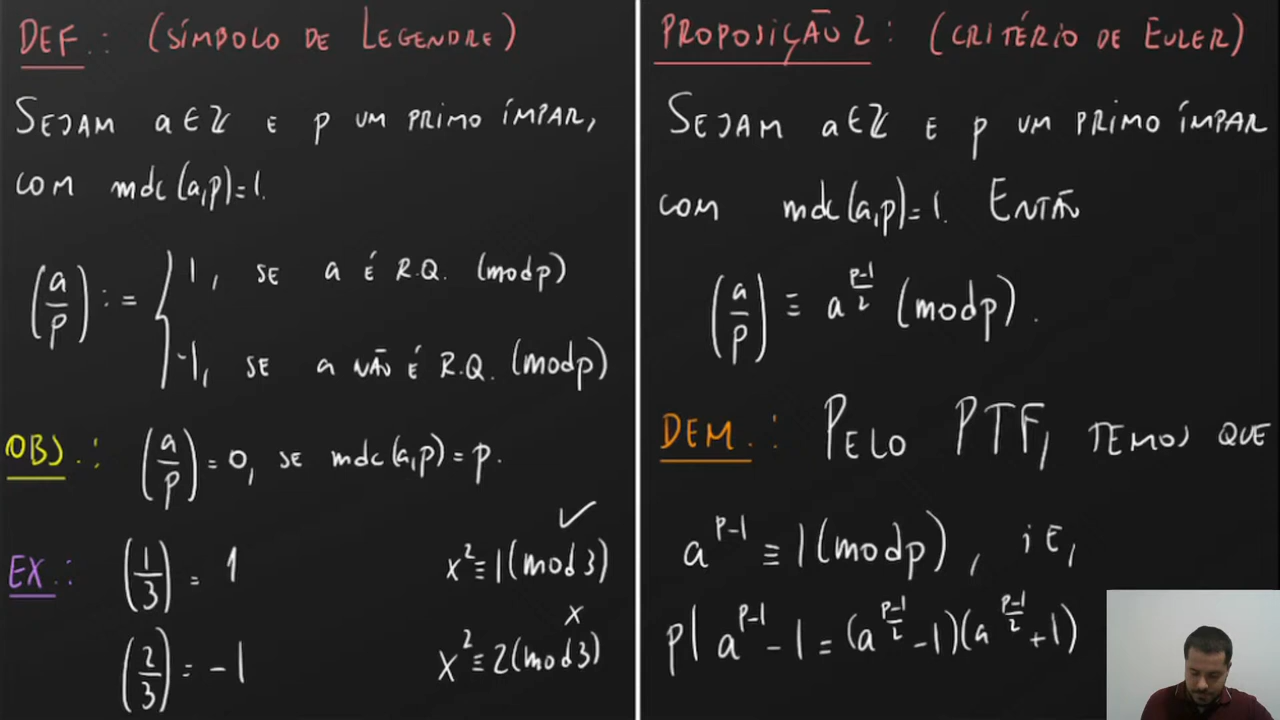 DEF.: (SÍMBOLO DE LEGENDRE)
SEJAM a∈ℤ E p UM PRIMO ÍMPAR,
COM mdc(a,p)=1.
(a/p) := { 1, SE a É R.Q. (mod p)
-1, SE a NÃO É R.Q. (mod p)
OBS.: (a/p) = 0, SE mdc(a,p) = p.
EX.: (1/3) = 1 x²≡1(mod 3) ✓
(2/3) = -1 x²≡2(mod 3) x
PROPOSIÇÃO 2: (CRITÉRIO DE EULER)
SEJAM a∈ℤ E p UM PRIMO ÍMPAR
COM mdc(a,p)=1. ENTÃO
(a/p) ≡ a^((p-1)/2) (mod p).
DEM.: PELO PTF, TEMOS QUE
a^(p-1) ≡ 1(mod p), iE,
p| a^(p-1) - 1 = (a^((p-1)/2) - 1)(a^((p-1)/2) + 1)